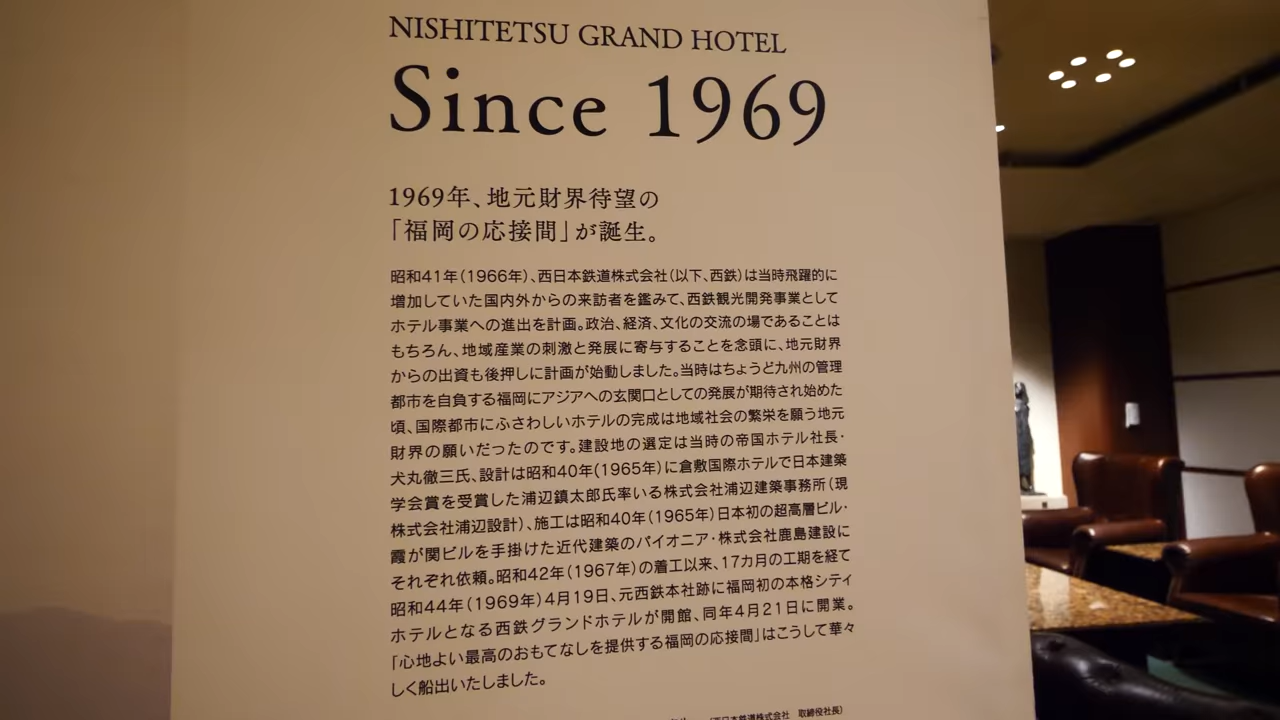 NISHITETSU GRAND HOTEL
Since 1969
1969年、地元財界待望の
「福岡の応接間」が誕生。
昭和41年(1966年)、西日本鉄道株式会社(以下、西鉄)は当時飛躍的に
増加していた国内外からの来訪者を鑑みて、西鉄観光開発事業として
ホテル事業への進出を計画。政治、経済、文化の交流の場であることは
もちろん、地域産業の刺激と発展に寄与することを念頭に、地元財界
からの出資も後押しに計画が始動しました。当時はちょうど九州の管理
都市を自負する福岡にアジアへの玄関口としての発展が期待され始めた
頃、国際都市にふさわしいホテルの完成は地域社会の繁栄を願う地元
財界の願いだったのです。建設地の選定は当時の帝国ホテル社長・
犬丸徹三氏、設計は昭和40年(1965年)に倉敷国際ホテルで日本建築
学会賞を受賞した浦辺鎮太郎氏率いる株式会社浦辺建築事務所(現
株式会社浦辺設計)、施工は昭和40年(1965年)日本初の超高層ビル・
霞が関ビルを手掛けた近代建築のパイオニア・株式会社鹿島建設に
それぞれ依頼。昭和42年(1967年)の着工以来、17カ月の工期を経て
昭和44年(1969年)4月19日、元西鉄本社跡に福岡初の本格シティ
ホテルとなる西鉄グランドホテルが開館、同年4月21日に開業。
「心地よい最高のおもてなしを提供する福岡の応接間」はこうして華々
しく船出いたしました。
(西日本鉄道株式会社 取締役社長)